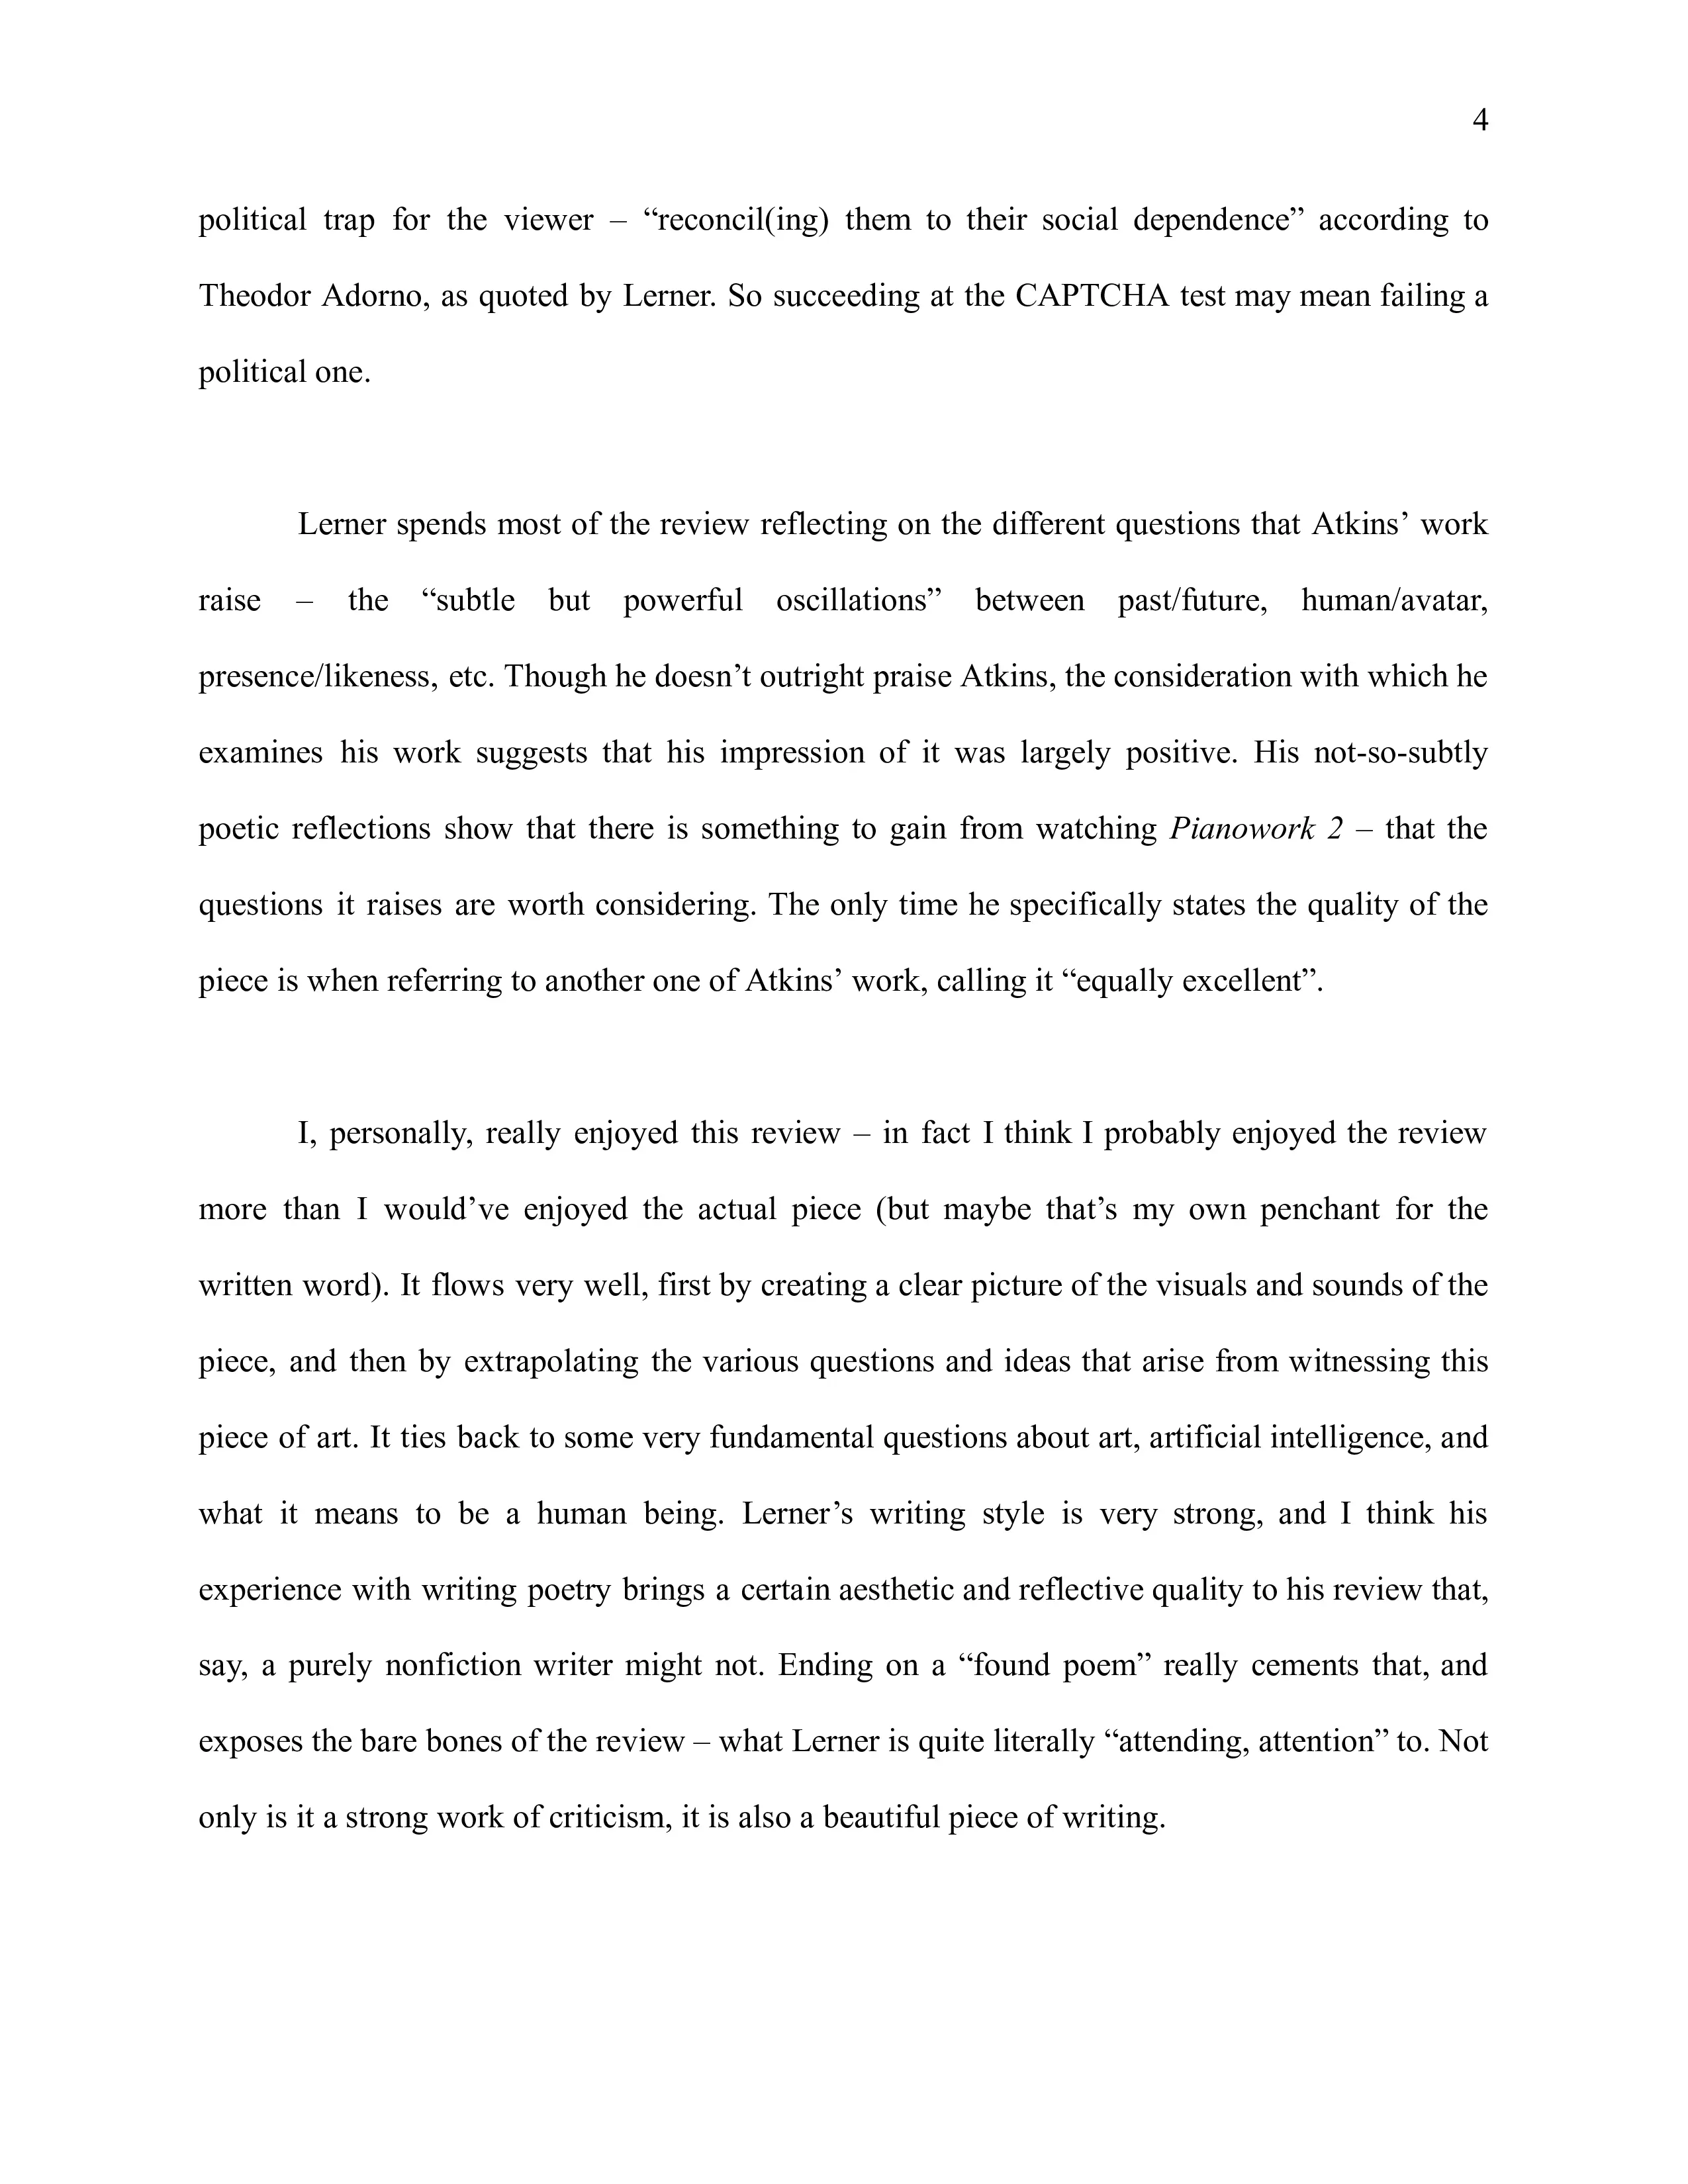 4
political trap for the viewer – “reconcil(ing) them to their social dependence” according to
Theodor Adorno, as quoted by Lerner. So succeeding at the CAPTCHA test may mean failing a
political one.
Lerner spends most of the review reflecting on the different questions that Atkins’ work
raise – the “subtle but powerful oscillations” between past/future, human/avatar,
presence/likeness, etc. Though he doesn’t outright praise Atkins, the consideration with which he
examines his work suggests that his impression of it was largely positive. His not-so-subtly
poetic reflections show that there is something to gain from watching Pianowork 2 – that the
questions it raises are worth considering. The only time he specifically states the quality of the
piece is when referring to another one of Atkins’ work, calling it “equally excellent”.
I, personally, really enjoyed this review – in fact I think I probably enjoyed the review
more than I would’ve enjoyed the actual piece (but maybe that’s my own penchant for the
written word). It flows very well, first by creating a clear picture of the visuals and sounds of the
piece, and then by extrapolating the various questions and ideas that arise from witnessing this
piece of art. It ties back to some very fundamental questions about art, artificial intelligence, and
what it means to be a human being. Lerner’s writing style is very strong, and I think his
experience with writing poetry brings a certain aesthetic and reflective quality to his review that,
say, a purely nonfiction writer might not. Ending on a “found poem” really cements that, and
exposes the bare bones of the review – what Lerner is quite literally “attending, attention” to. Not
only is it a strong work of criticism, it is also a beautiful piece of writing.